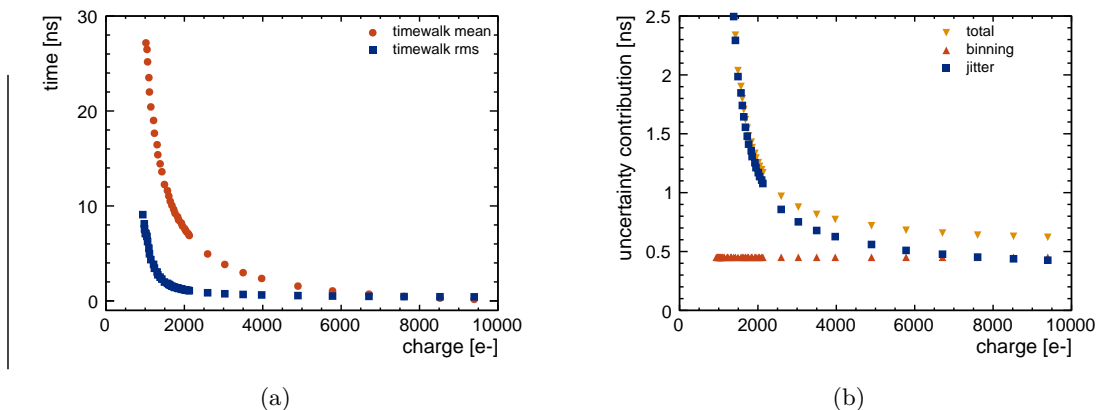 time [ns]
30
20
10
0
timewalk mean
timewalk rms
0 2000 4000 6000 8000 10000
charge [e-]
(a)
uncertainty contribution [ns]
2.5
2
1.5
1
0.5
0
total
binning
jitter
0 2000 4000 6000 8000 10000
charge [e-]
(b)